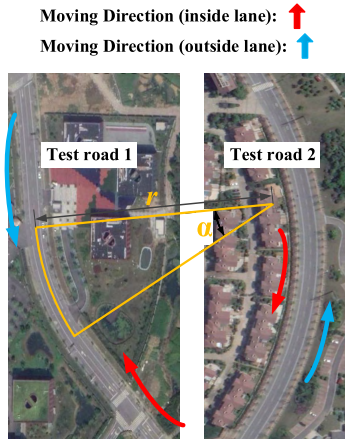 Moving Direction (inside lane):
Moving Direction (outside lane):
Test road 1
Test road 2
r
α